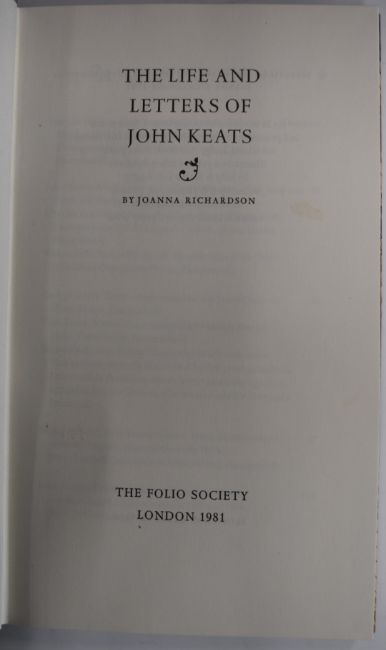 THE LIFE AND
LETTERS OF
JOHN KEATS
BY JOANNA RICHARDSON
THE FOLIO SOCIETY
LONDON 1981